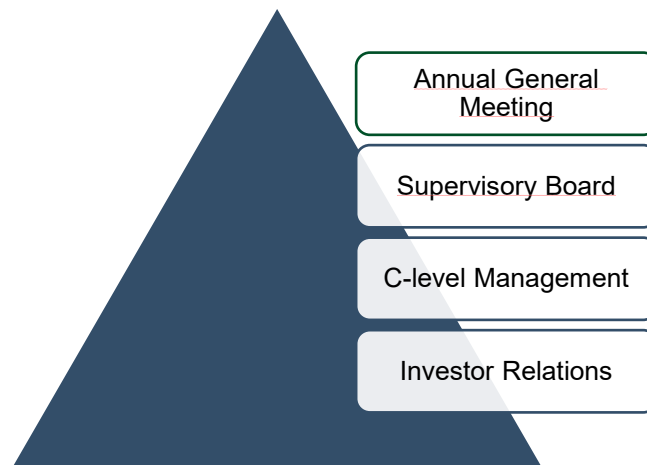 Annual General
Meeting
Supervisory Board
C-level Management
Investor Relations